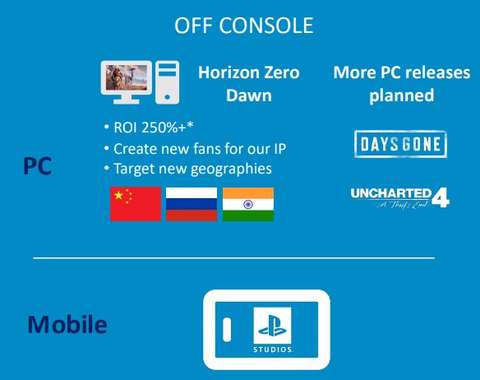 OFF CONSOLE
Horizon Zero
Dawn
More PC releases
planned
• ROI 250%+*
• Create new fans for our IP
• Target new geographies
PC
DAYS GONE
UNCHARTED 4
A Thief's End
Mobile
STUDIOS